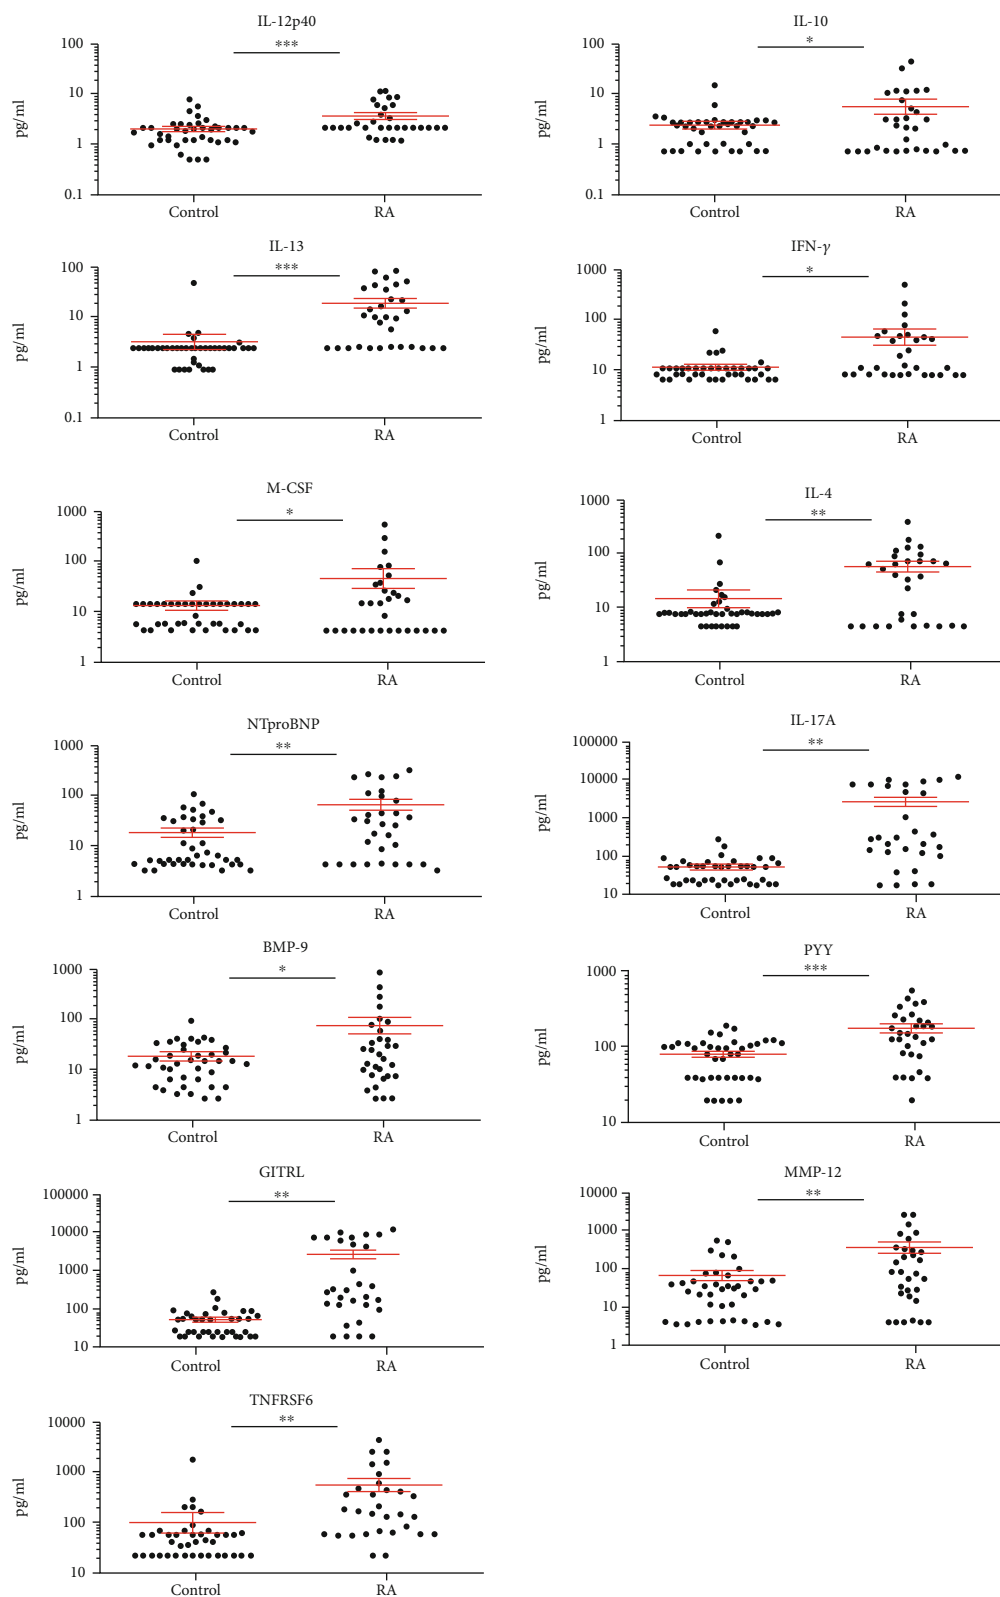 IL-12p40
***
100
10
1
0.1
pg/ml
Control
RA
IL-10
*
100
10
1
0.1
pg/ml
Control
RA
IL-13
***
100
10
1
0.1
pg/ml
Control
RA
IFN-γ
*
1000
100
10
1
pg/ml
Control
RA
M-CSF
*
1000
100
10
1
pg/ml
Control
RA
IL-4
**
1000
100
10
1
pg/ml
Control
RA
NTproBNP
**
1000
100
10
1
pg/ml
Control
RA
IL-17A
**
100000
10000
1000
100
10
pg/ml
Control
RA
BMP-9
*
1000
100
10
1
pg/ml
Control
RA
PYY
***
1000
100
10
pg/ml
Control
RA
GITRL
**
100000
10000
1000
100
10
pg/ml
Control
RA
MMP-12
**
10000
1000
100
10
1
pg/ml
Control
RA
TNFRSF6
**
10000
1000
100
10
pg/ml
Control
RA